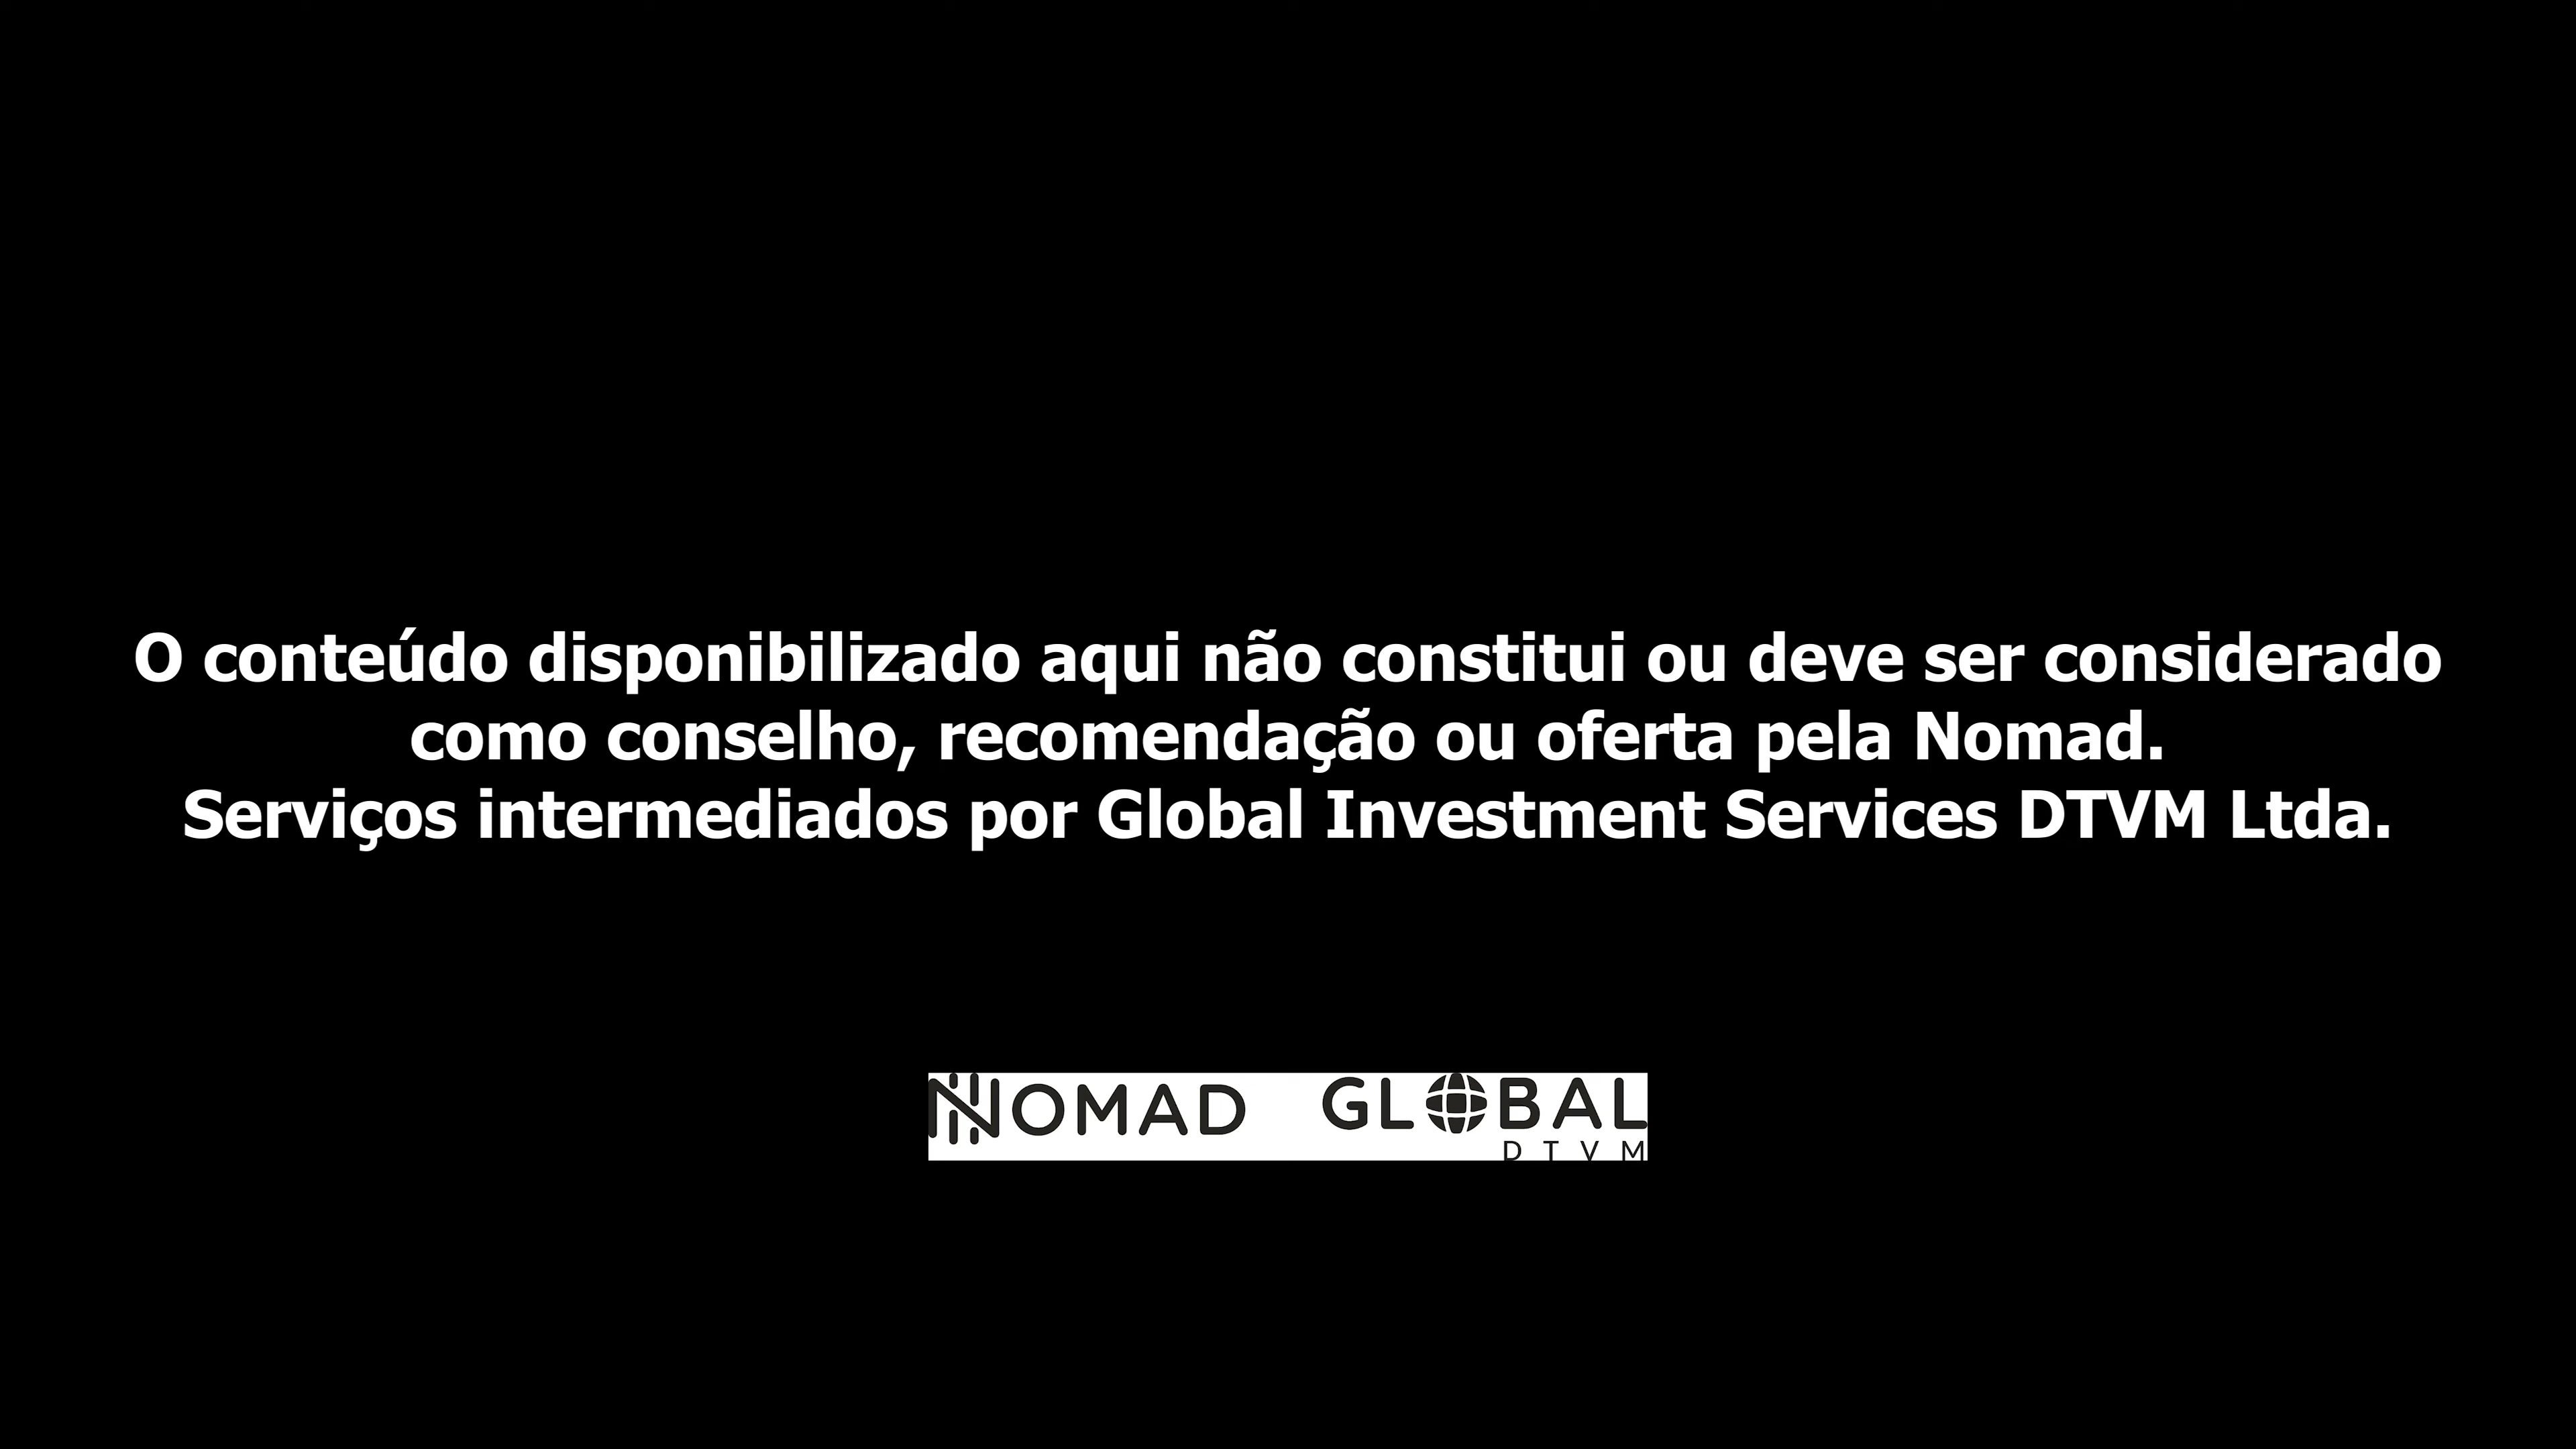 O conteúdo disponibilizado aqui não constitui ou deve ser considerado
como conselho, recomendação ou oferta pela Nomad.
Serviços intermediados por Global Investment Services DTVM Ltda.
NOMAD GLOBAL
DTVM